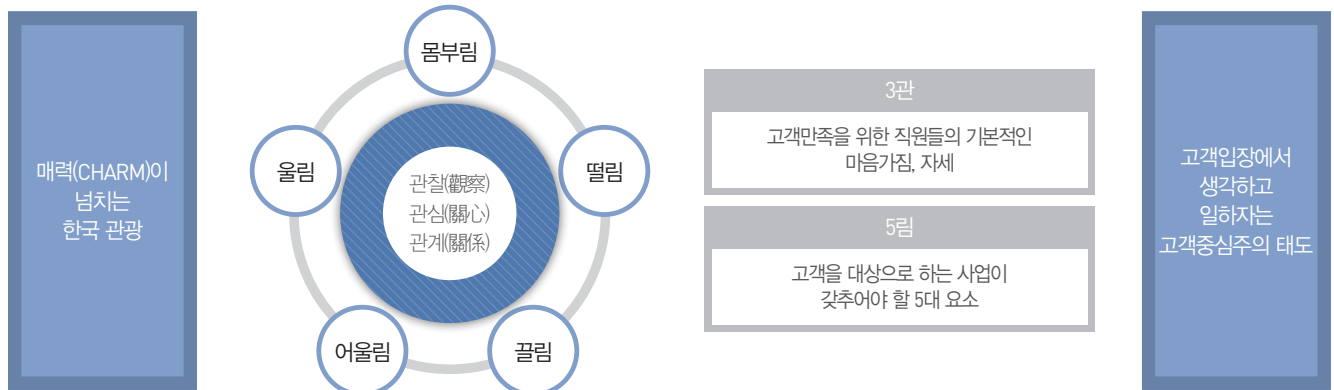 매력(CHARM)이
넘치는
한국 관광
몸부림
울림
떨림
관찰(觀察)
관심(關心)
관계(關係)
어울림
끌림
3관
고객만족을 위한 직원들의 기본적인
마음가짐, 자세
5림
고객을 대상으로 하는 사업이
갖추어야 할 5대 요소
고객입장에서
생각하고
일하자는
고객중심주의 태도